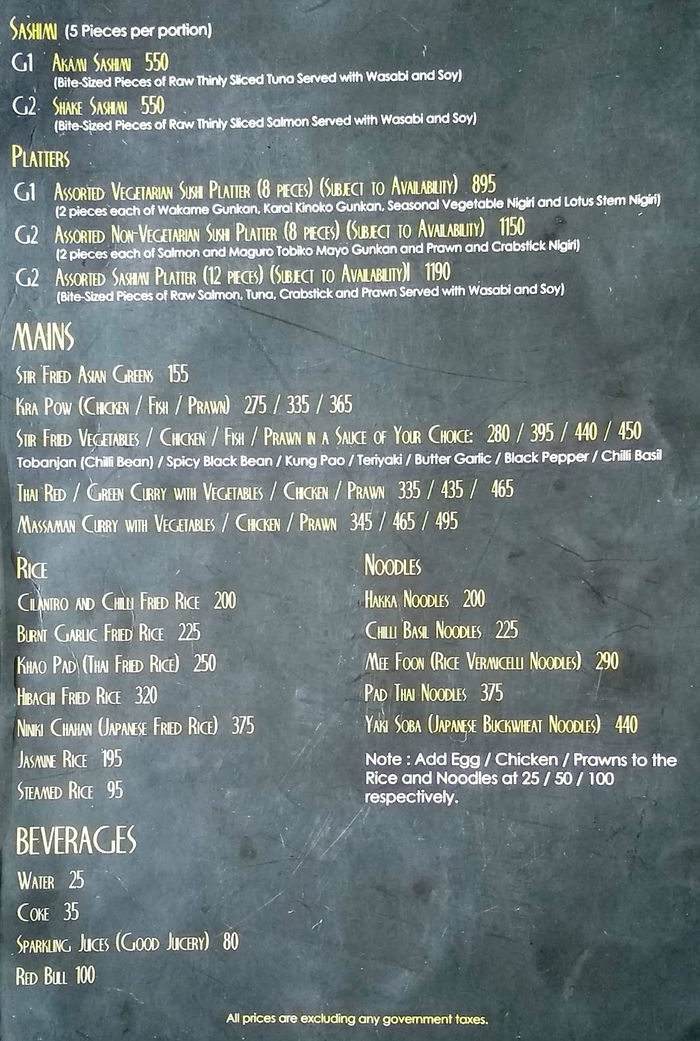 SASHIMI (5 Pieces per portion)
G1 AKAMI SASHIMI 550
(Bite-Sized Pieces of Raw Thinly Sliced Tuna Served with Wasabi and Soy)
G2 SHAKE SASHIMI 550
(Bite-Sized Pieces of Raw Thinly Sliced Salmon Served with Wasabi and Soy)
PLATTERS
G1 ASSORTED VEGETARIAN SUSHI PLATTER (8 PIECES) (SUBJECT TO AVAILABILITY) 895
(2 pieces each of Wakame Gunkan, Karai Kinoko Gunkan, Seasonal Vegetable Nigiri and Lotus Stem Nigiri)
G2 ASSORTED NON-VEGETARIAN SUSHI PLATTER (8 PIECES) (SUBJECT TO AVAILABILITY) 1150
(2 pieces each of Salmon and Maguro Tobiko Mayo Gunkan and Prawn and Crabstick Nigiri)
G2 ASSORTED SASHIMI PLATTER (12 PIECES) (SUBJECT TO AVAILABILITY)I 1190
(Bite-Sized Pieces of Raw Salmon, Tuna, Crabstick and Prawn Served with Wasabi and Soy)
MAINS
STIR FRIED ASIAN GREENS 155
KRA POW (CHICKEN / FISH / PRAWN) 275 / 335 / 365
STIR FRIED VEGETABLES / CHICKEN / FISH / PRAWN IN A SAUCE OF YOUR CHOICE: 280 / 395 / 440 / 450
Tobanjan (Chilli Bean) / Spicy Black Bean / Kung Pao / Teriyaki / Butter Garlic / Black Pepper / Chilli Basil
THAI RED / GREEN CURRY WITH VEGETABLES / CHICKEN / PRAWN 335 / 435 / 465
MASSAMAN CURRY WITH VEGETABLES / CHICKEN / PRAWN 345 / 465 / 495
RICE
CILANTRO AND CHILLI FRIED RICE 200
BURNT GARLIC FRIED RICE 225
KHAO PAD (THAI FRIED RICE) 250
HIBACHI FRIED RICE 320
NINIKI CHAHAN (JAPANESE FRIED RICE) 375
JASMINE RICE 195
STEAMED RICE 95
NOODLES
HAKKA NOODLES 200
CHILLI BASIL NOODLES 225
MEE FOON (RICE VERMICELLI NOODLES) 290
PAD THAI NOODLES 375
YAKI SOBA (JAPANESE BUCKWHEAT NOODLES) 440
Note : Add Egg / Chicken / Prawns to the
Rice and Noodles at 25 / 50 / 100
respectively.
BEVERAGES
WATER 25
COKE 35
SPARKLING JUICES (GOOD JUICERY) 80
RED BULL 100
All prices are excluding any government taxes.